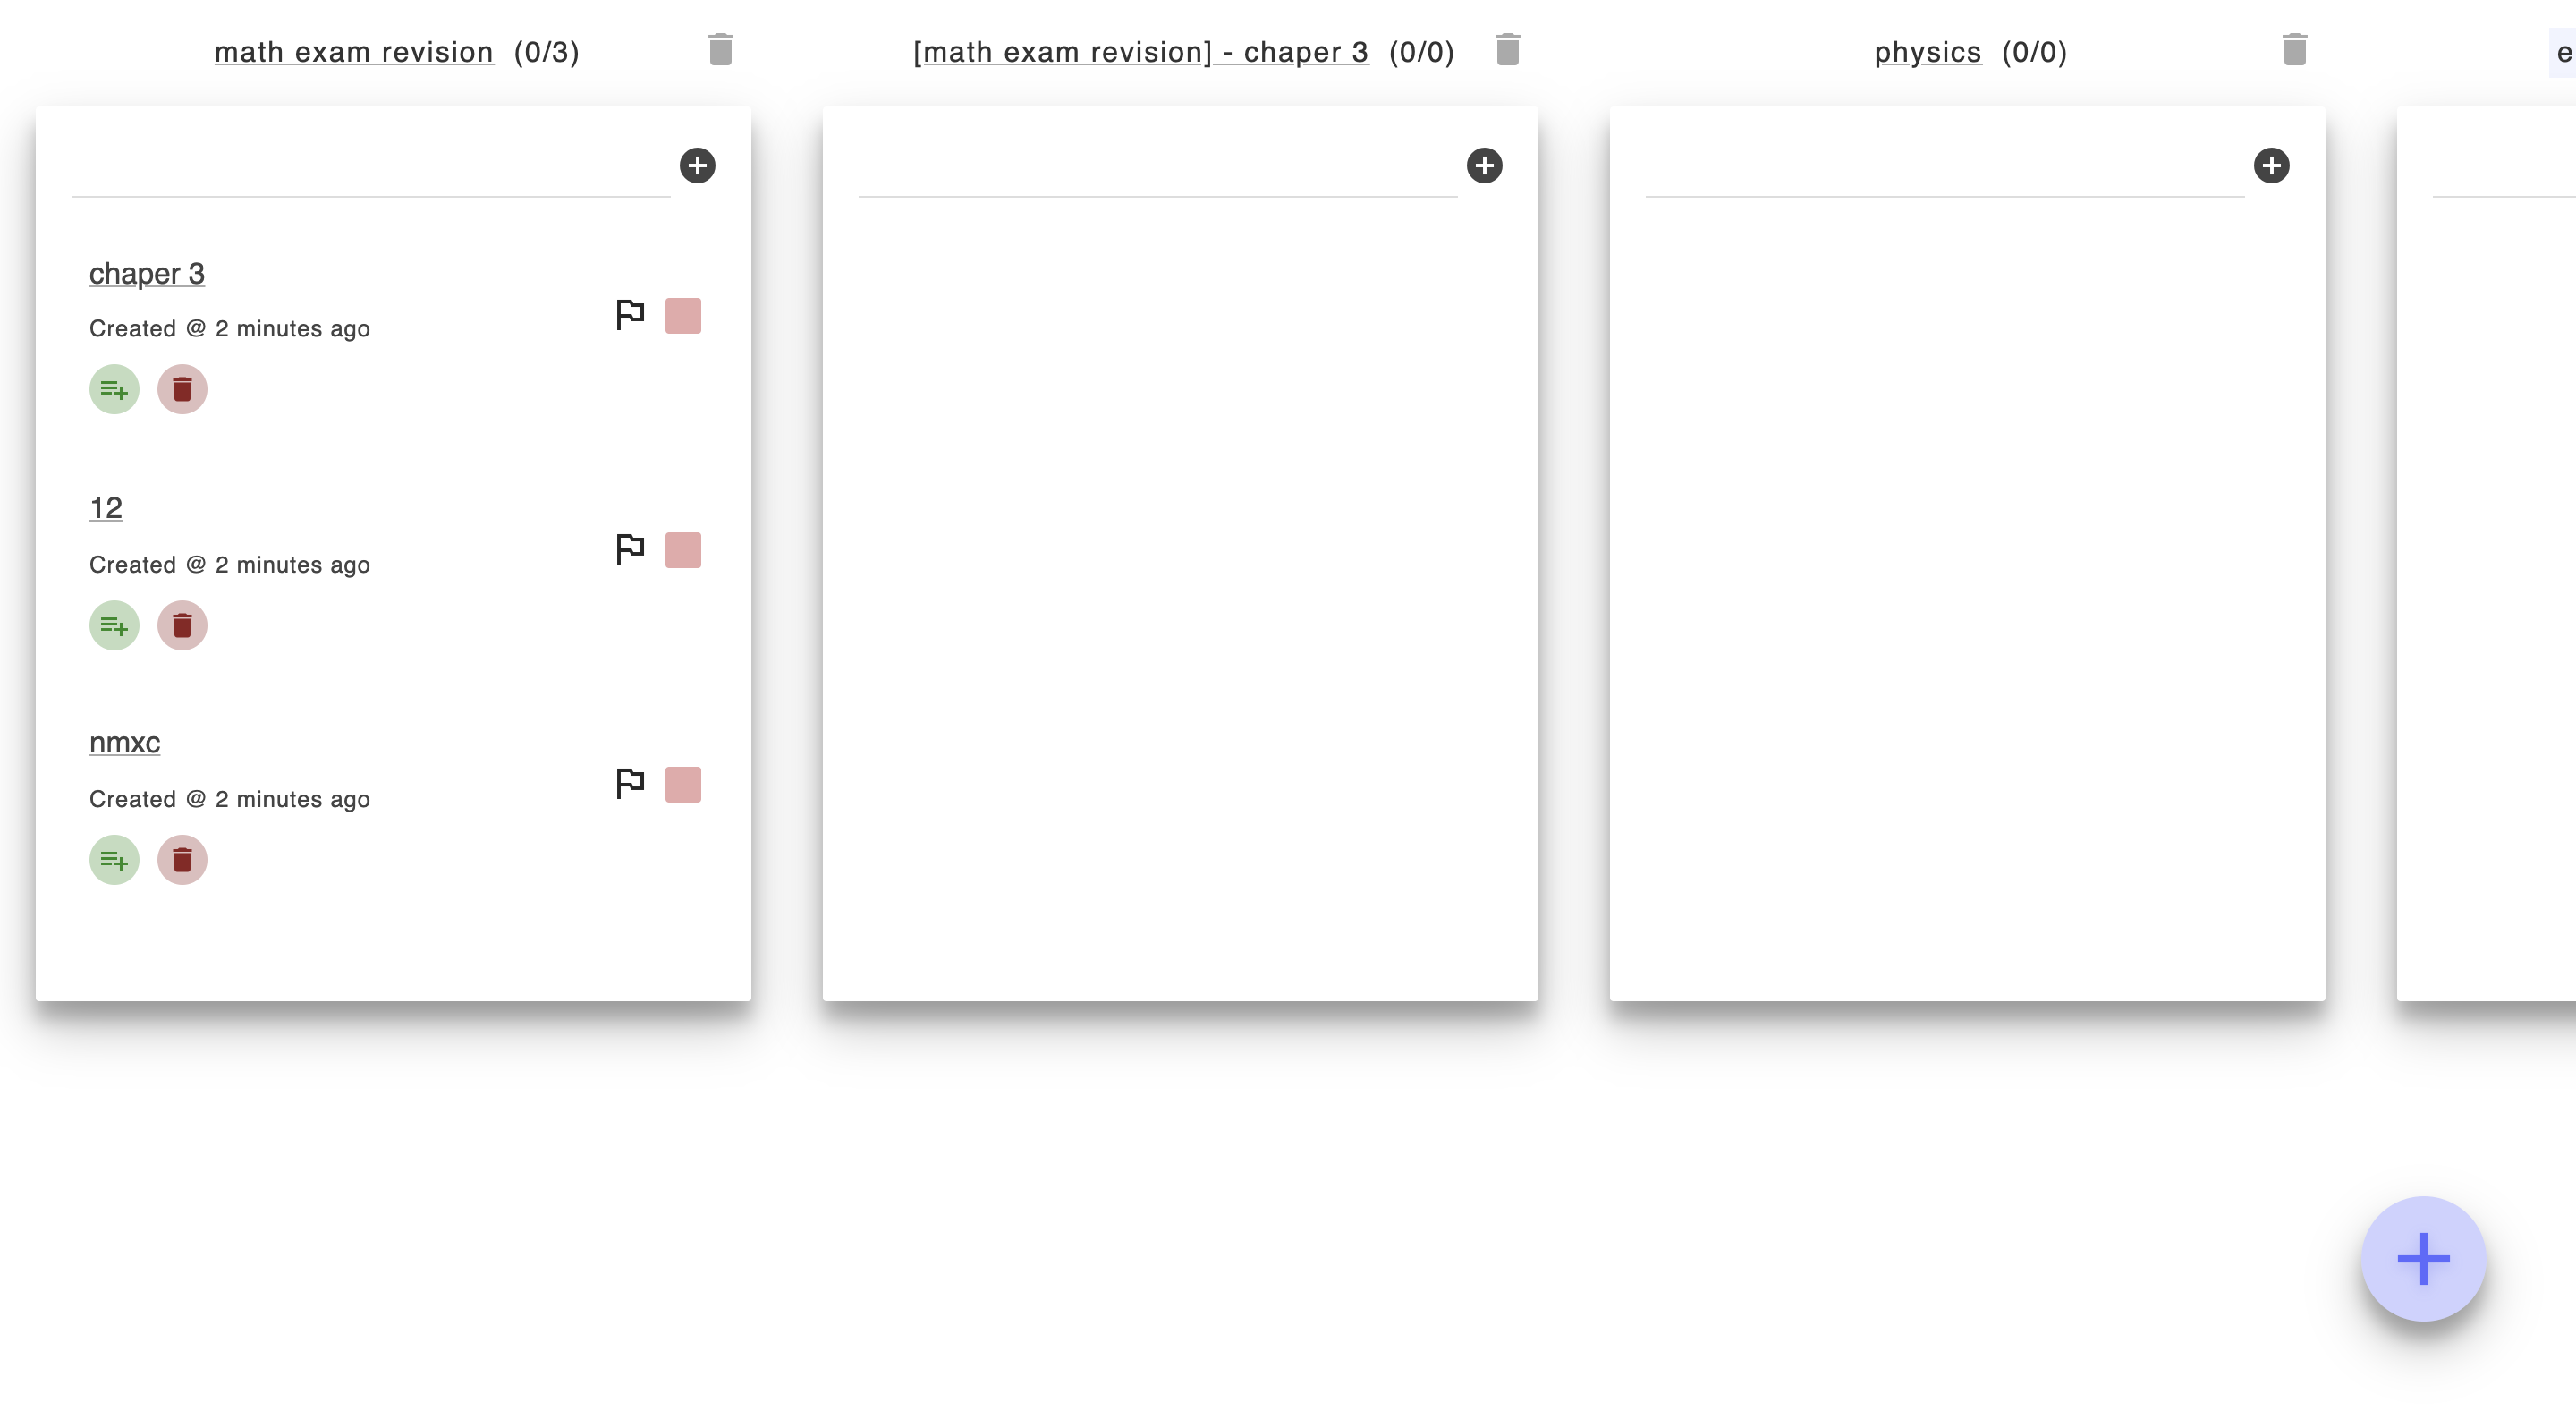 math exam revision (0/3)
[math exam revision] - chaper 3 (0/0)
physics (0/0)
e
chaper 3
Created @ 2 minutes ago
12
Created @ 2 minutes ago
nmxc
Created @ 2 minutes ago